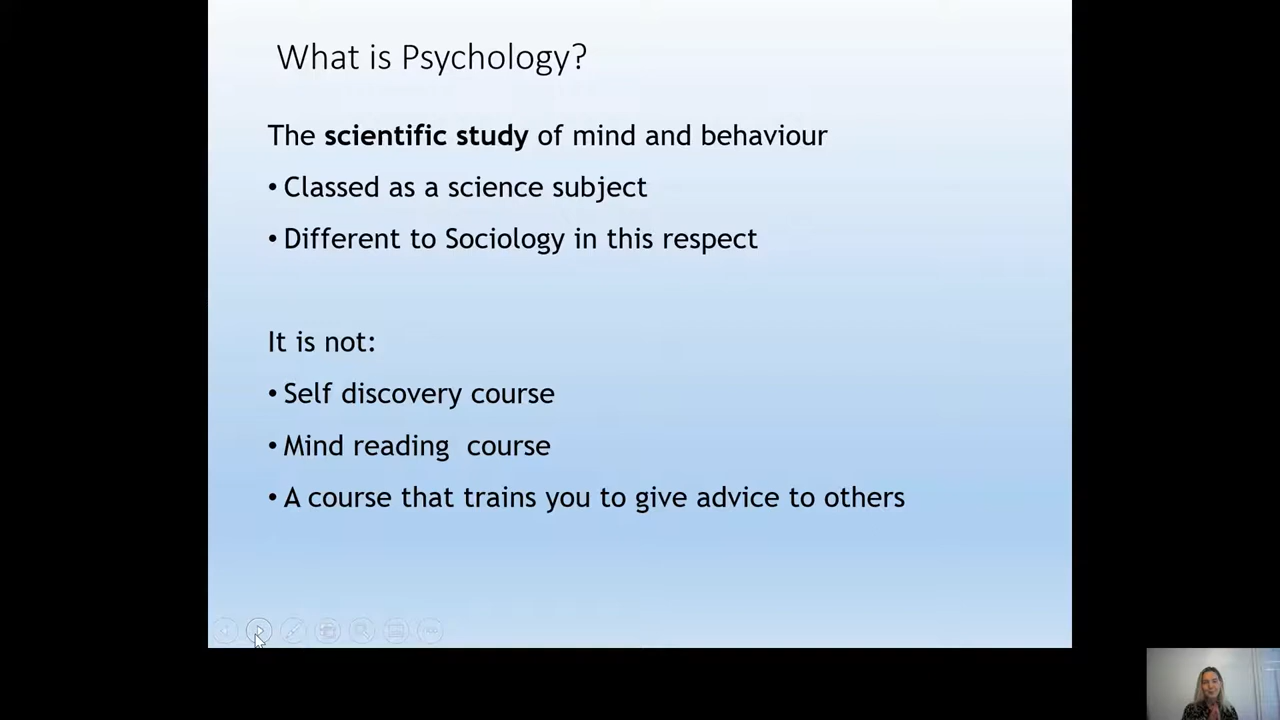 What is Psychology?
The scientific study of mind and behaviour
• Classed as a science subject
• Different to Sociology in this respect
It is not:
• Self discovery course
• Mind reading  course
• A course that trains you to give advice to others